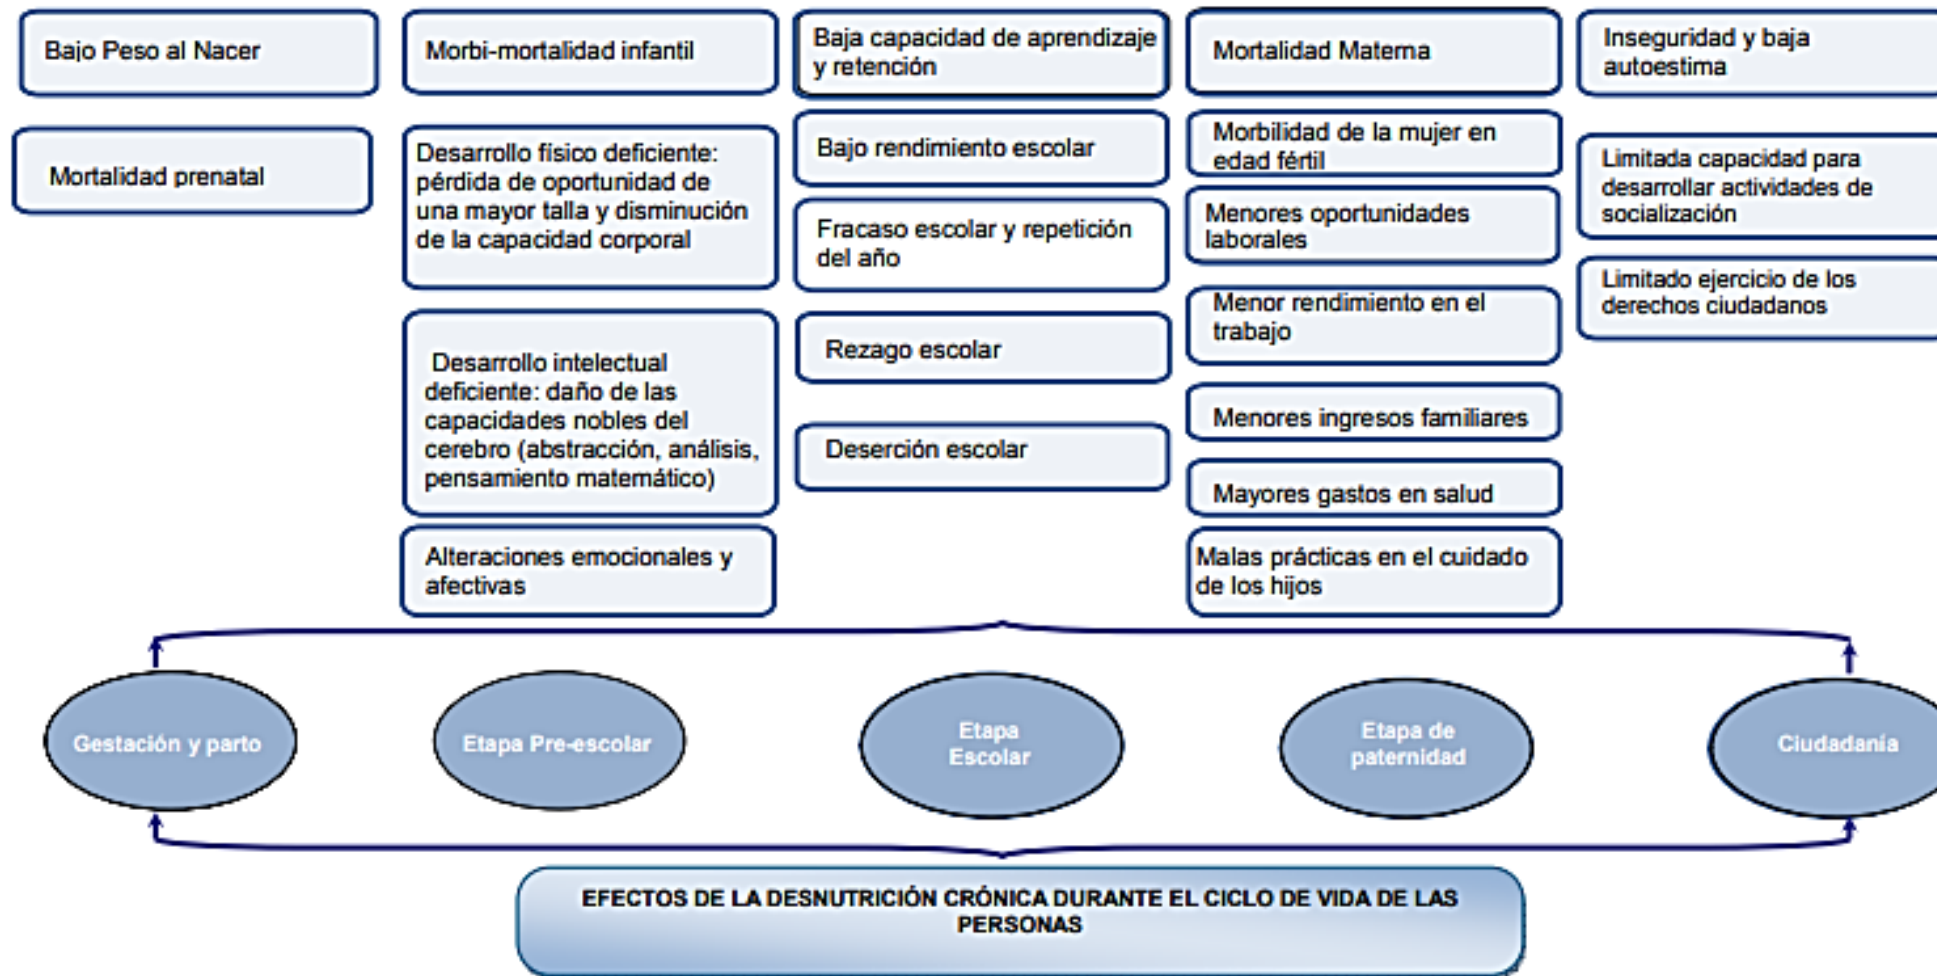 Bajo Peso al Nacer
Mortalidad prenatal
Morbi-mortalidad infantil
Desarrollo físico deficiente:
pérdida de oportunidad de
una mayor talla y disminución
de la capacidad corporal
Desarrollo intelectual
deficiente: daño de las
capacidades nobles del
cerebro (abstracción, análisis,
pensamiento matemático)
Alteraciones emocionales y
afectivas
Baja capacidad de aprendizaje
y retención
Bajo rendimiento escolar
Fracaso escolar y repetición
del año
Rezago escolar
Deserción escolar
Mortalidad Materna
Morbilidad de la mujer en
edad fértil
Menores oportunidades
laborales
Menor rendimiento en el
trabajo
Menores ingresos familiares
Mayores gastos en salud
Malas prácticas en el cuidado
de los hijos
Inseguridad y baja
autoestima
Limitada capacidad para
desarrollar actividades de
socialización
Limitado ejercicio de los
derechos ciudadanos
Gestación y parto
Etapa Pre-escolar
Etapa
Escolar
Etapa de
paternidad
Ciudadanía
EFECTOS DE LA DESNUTRICIÓN CRÓNICA DURANTE EL CICLO DE VIDA DE LAS
PERSONAS